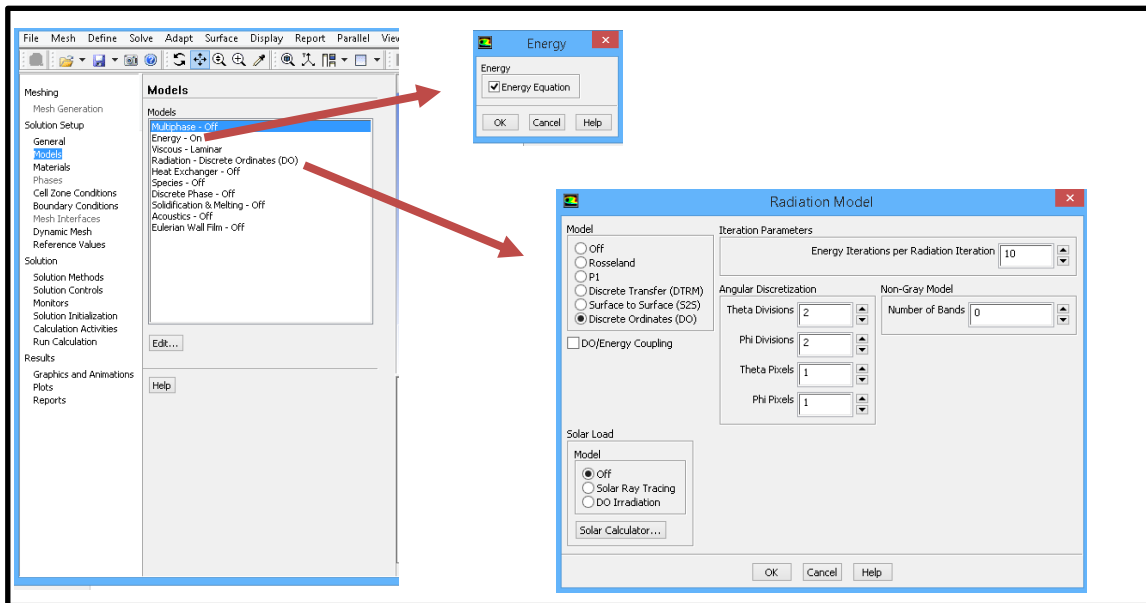 File Mesh Define Solve Adapt Surface Display Report Parallel View
Meshing
Mesh Generation
Solution Setup
General
Models
Materials
Phases
Cell Zone Conditions
Boundary Conditions
Mesh Interfaces
Dynamic Mesh
Reference Values
Solution
Solution Methods
Solution Controls
Monitors
Solution Initialization
Calculation Activities
Run Calculation
Results
Graphics and Animations
Plots
Reports
Models
Models
Multiphase - Off
Energy - On
Viscous - Laminar
Radiation - Discrete Ordinates (DO)
Heat Exchanger - Off
Species - Off
Discrete Phase - Off
Solidification & Melting - Off
Acoustics - Off
Eulerian Wall Film - Off
Edit...
Help
Energy
Energy
Energy Equation
OK Cancel Help
Radiation Model
Model
Off
Rosseland
P1
Discrete Transfer (DTRM)
Surface to Surface (S2S)
Discrete Ordinates (DO)
DO/Energy Coupling
Iteration Parameters
Energy Iterations per Radiation Iteration 10
Angular Discretization
Theta Divisions 2
Phi Divisions 2
Theta Pixels 1
Phi Pixels 1
Non-Gray Model
Number of Bands 0
Solar Load
Model
Off
Solar Ray Tracing
DO Irradiation
Solar Calculator...
OK Cancel Help